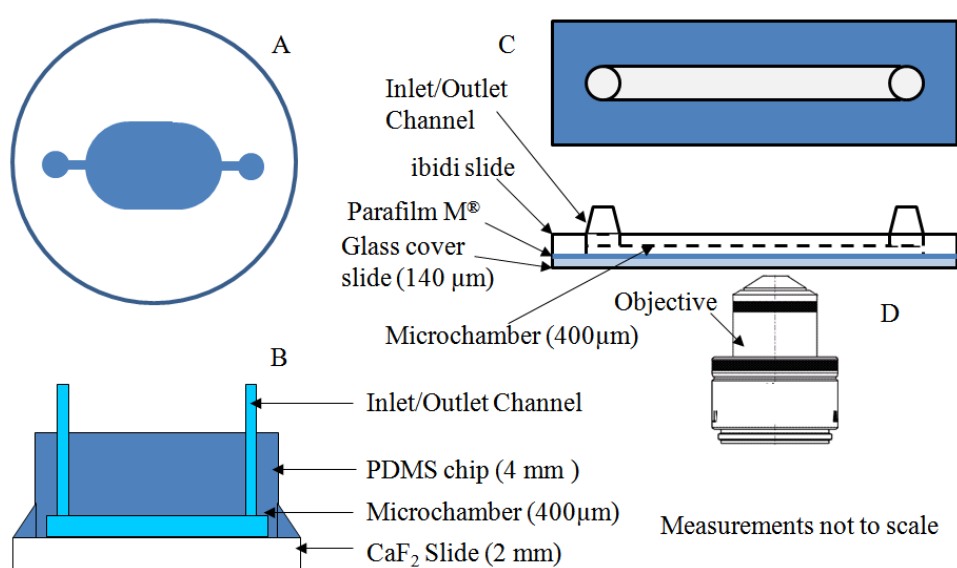 A
C
Inlet/Outlet
Channel
ibidi slide
Parafilm M®
Glass cover
slide (140 µm)
Objective
D
Microchamber (400µm)
B
Inlet/Outlet Channel
PDMS chip (4 mm )
Microchamber (400µm)
Measurements not to scale
CaF₂ Slide (2 mm)